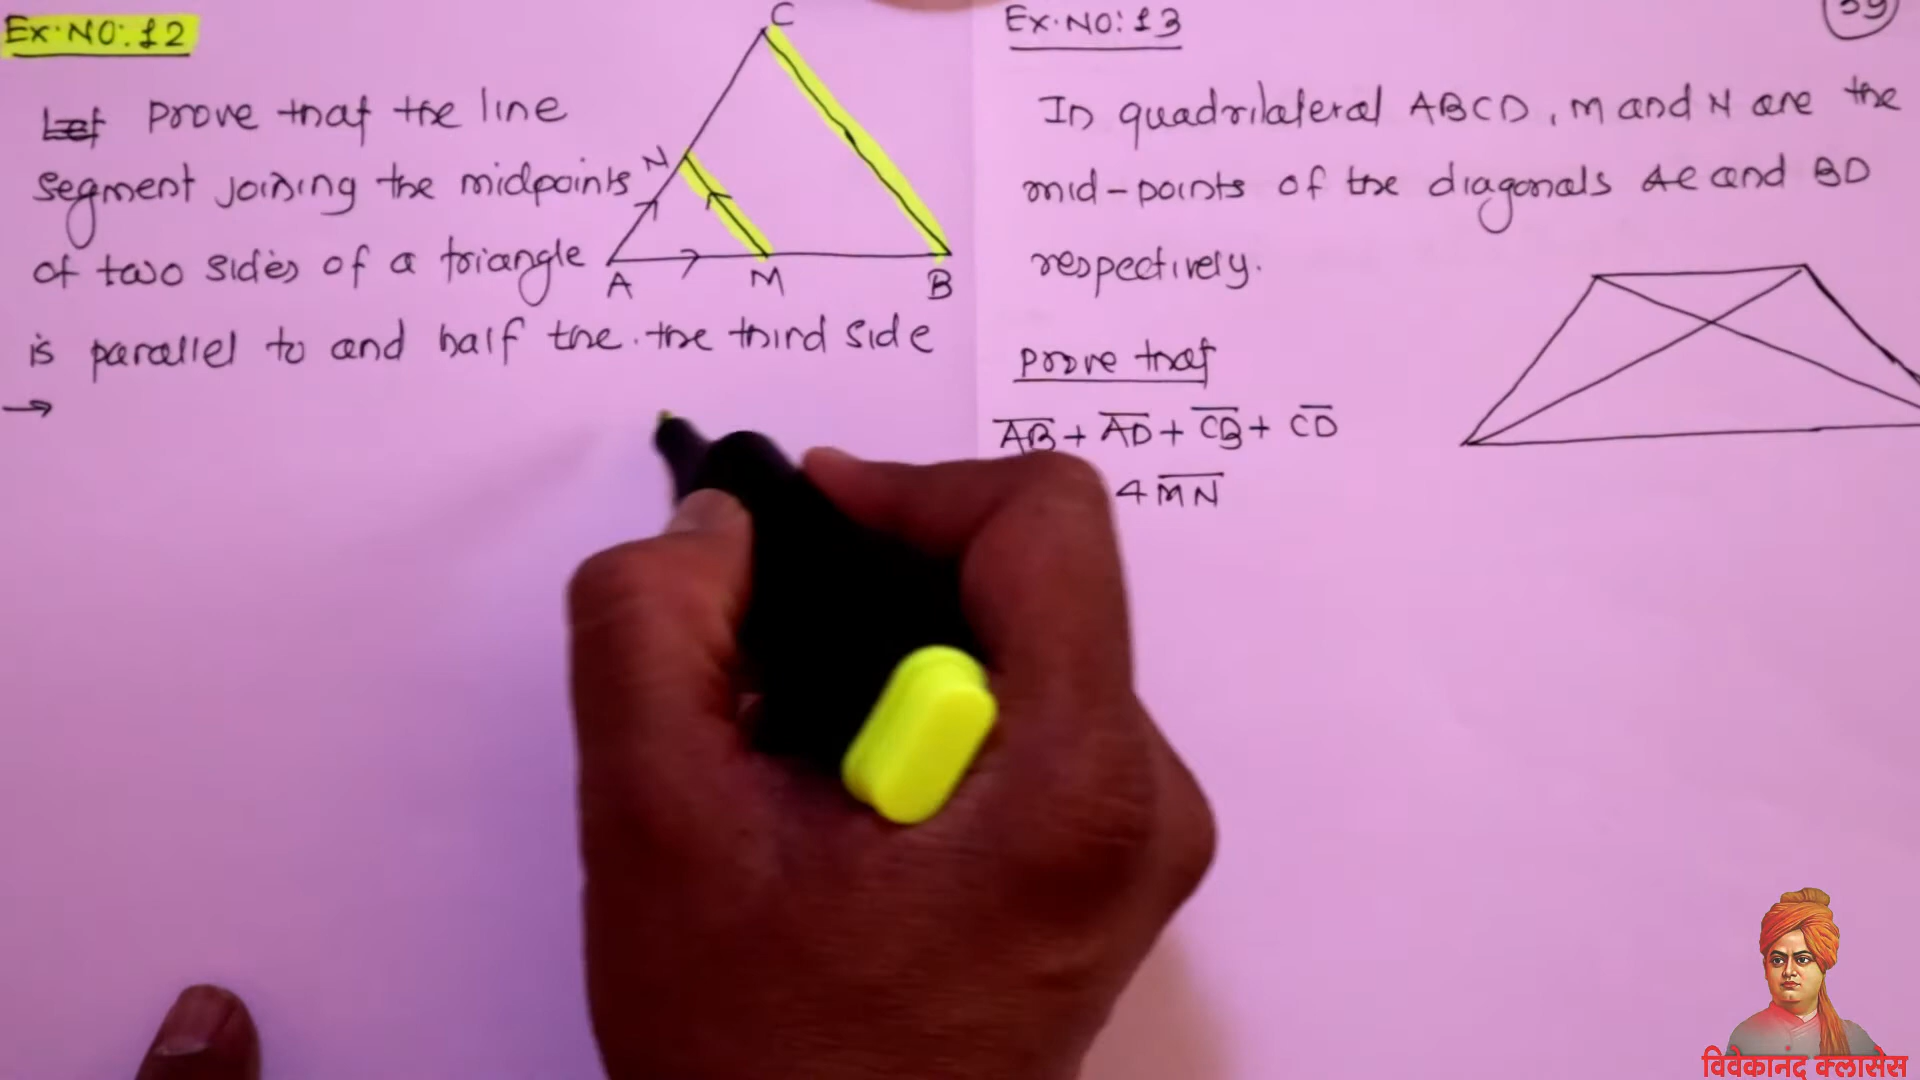 Ex. NO: 12
Let prove that the line
segment joining the midpoints
of two sides of a triangle
is parallel to and half the. the third side
→
C
N
A
M
B
Ex. NO: 13
39
In quadrilateral ABCD, M and N are the
mid-points of the diagonals AC and BD
respectively.
prove that
AB + AD + CB + CD
4 MN
विवेकानंद क्लासेस